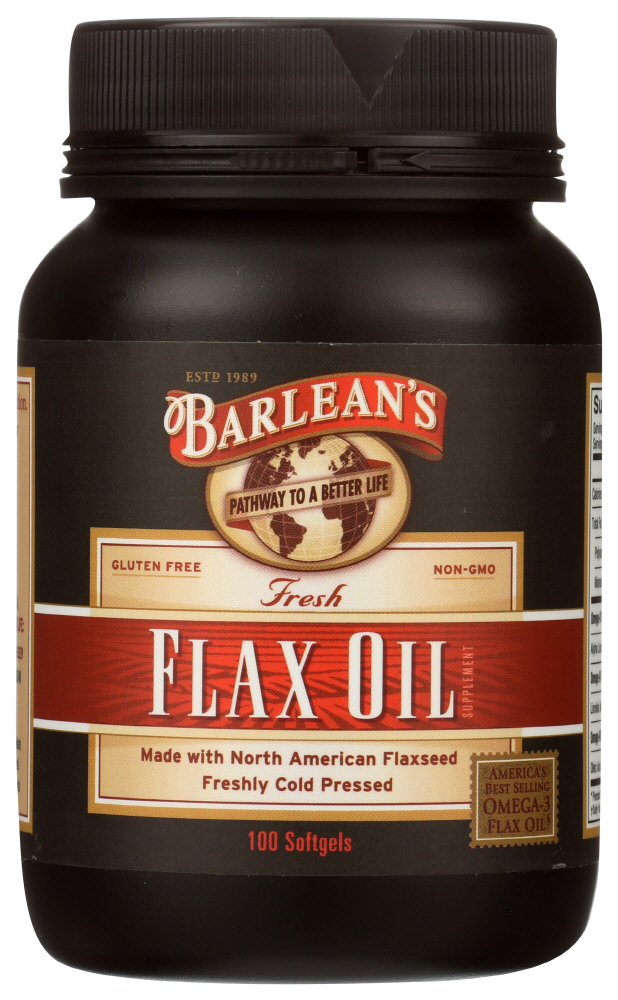 ESTD 1989
BARLEAN'S
PATHWAY TO A BETTER LIFE
GLUTEN FREE
NON-GMO
Fresh
FLAX OIL
SUPPLEMENT
Made with North American Flaxseed
Freshly Cold Pressed
AMERICA'S
BEST SELLING
OMEGA-3
FLAX OIL§
100 Softgels